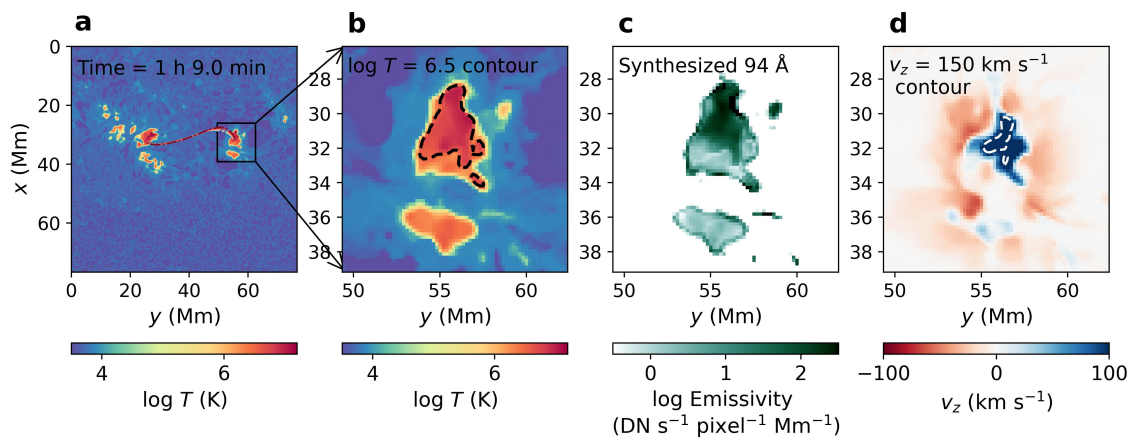 a
Time = 1 h 9.0 min
0
20
40
60
x (Mm)
0 20 40 60
y (Mm)
4 6
log T (K)
b
log T = 6.5 contour
28
30
32
34
36
38
50 55 60
y (Mm)
4 6
log T (K)
c
Synthesized 94 Å
28
30
32
34
36
38
50 55 60
y (Mm)
0 1 2
log Emissivity
(DN s⁻¹ pixel⁻¹ Mm⁻¹)
d
v_z = 150 km s⁻¹
contour
28
30
32
34
36
38
50 55 60
y (Mm)
−100 0 100
v_z (km s⁻¹)